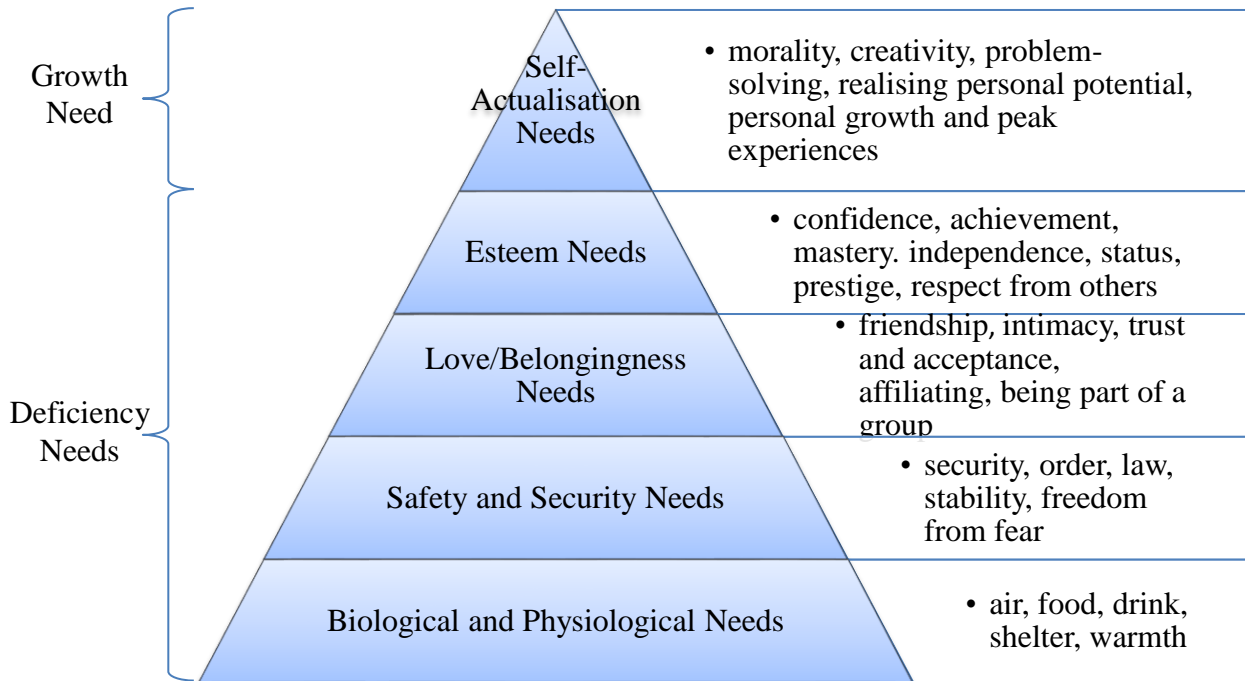 Growth
Need
Self-
Actualisation
Needs
• morality, creativity, problem-
solving, realising personal potential,
personal growth and peak
experiences
Esteem Needs
• confidence, achievement,
mastery. independence, status,
prestige, respect from others
Deficiency
Needs
Love/Belongingness
Needs
• friendship, intimacy, trust
and acceptance,
affiliating, being part of a
group
Safety and Security Needs
• security, order, law,
stability, freedom
from fear
Biological and Physiological Needs
• air, food, drink,
shelter, warmth